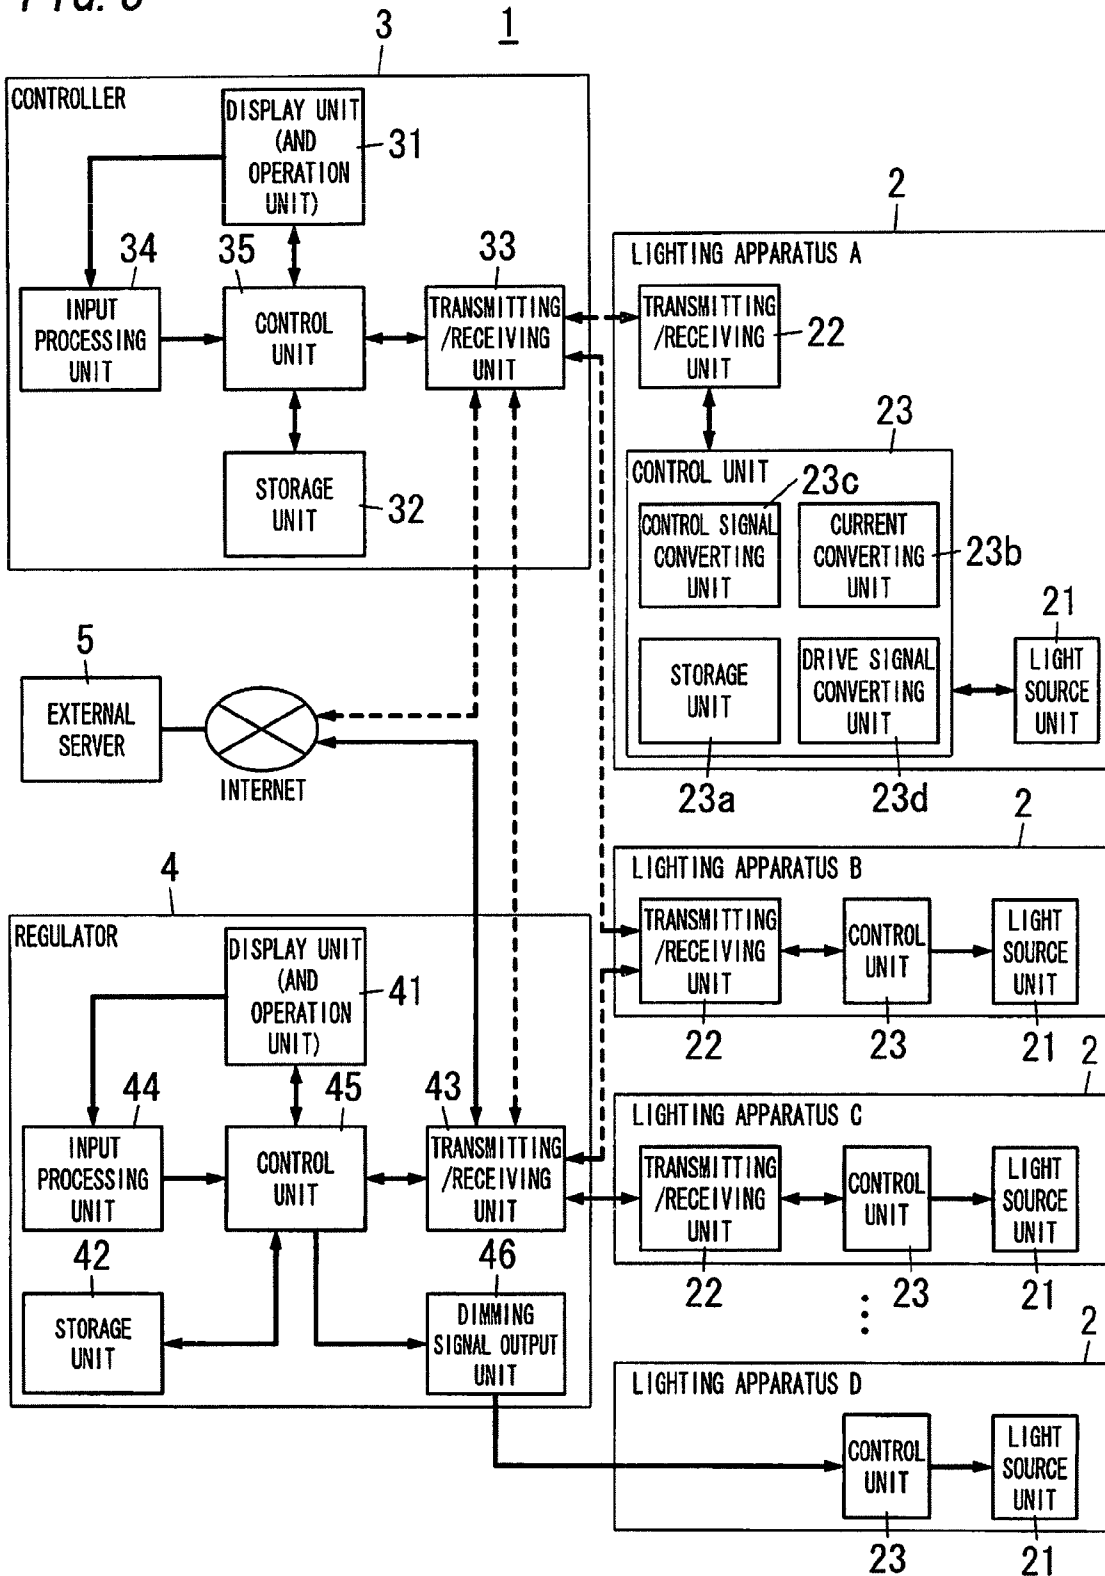 3
1
CONTROLLER
DISPLAY UNIT
(AND
OPERATION
UNIT)
31
34
INPUT
PROCESSING
UNIT
35
CONTROL
UNIT
33
TRANSMITTING
/RECEIVING
UNIT
STORAGE
UNIT
32
2
LIGHTING APPARATUS A
TRANSMITTING
/RECEIVING
UNIT
22
23
CONTROL UNIT
23c
CONTROL SIGNAL
CONVERTING
UNIT
CURRENT
CONVERTING
UNIT
23b
STORAGE
UNIT
23a
DRIVE SIGNAL
CONVERTING
UNIT
23d
21
LIGHT
SOURCE
UNIT
5
EXTERNAL
SERVER
INTERNET
4
REGULATOR
DISPLAY UNIT
(AND
OPERATION
UNIT)
41
44
INPUT
PROCESSING
UNIT
45
CONTROL
UNIT
43
TRANSMITTING
/RECEIVING
UNIT
42
STORAGE
UNIT
46
DIMMING
SIGNAL OUTPUT
UNIT
2
LIGHTING APPARATUS B
TRANSMITTING
/RECEIVING
UNIT
22
CONTROL
UNIT
23
LIGHT
SOURCE
UNIT
21
2
LIGHTING APPARATUS C
TRANSMITTING
/RECEIVING
UNIT
22
CONTROL
UNIT
23
LIGHT
SOURCE
UNIT
21
2
LIGHTING APPARATUS D
CONTROL
UNIT
23
LIGHT
SOURCE
UNIT
21